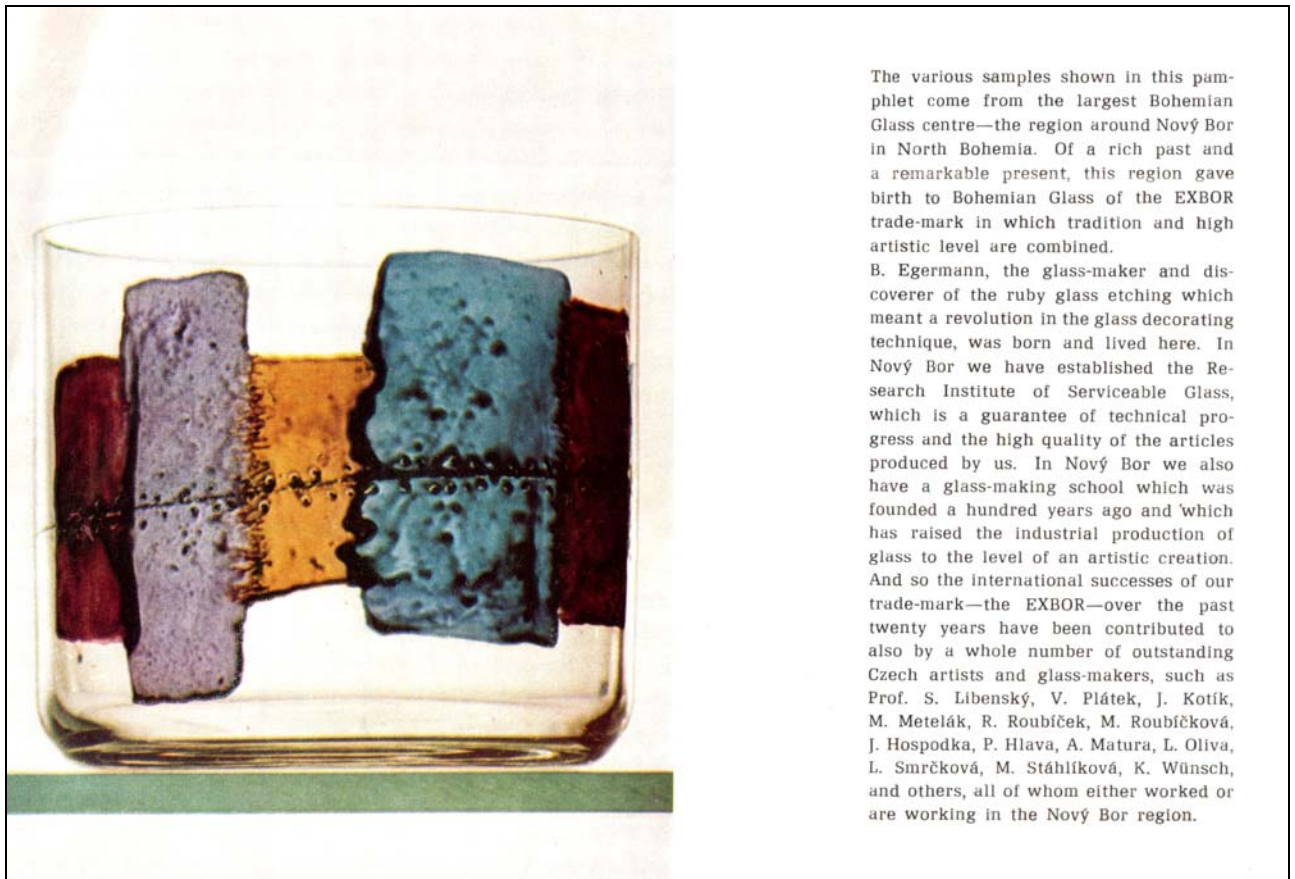 The various samples shown in this pam-
phlet come from the largest Bohemian
Glass centre—the region around Nový Bor
in North Bohemia. Of a rich past and
a remarkable present, this region gave
birth to Bohemian Glass of the EXBOR
trade-mark in which tradition and high
artistic level are combined.
B. Egermann, the glass-maker and dis-
coverer of the ruby glass etching which
meant a revolution in the glass decorating
technique, was born and lived here. In
Nový Bor we have established the Re-
search Institute of Serviceable Glass,
which is a guarantee of technical pro-
gress and the high quality of the articles
produced by us. In Nový Bor we also
have a glass-making school which was
founded a hundred years ago and which
has raised the industrial production of
glass to the level of an artistic creation.
And so the international successes of our
trade-mark—the EXBOR—over the past
twenty years have been contributed to
also by a whole number of outstanding
Czech artists and glass-makers, such as
Prof. S. Libenský, V. Plátek, J. Kotík,
M. Metelák, R. Roubíček, M. Roubíčková,
J. Hospodka, P. Hlava, A. Matura, L. Oliva,
L. Smrčková, M. Stáhlíková, K. Wünsch,
and others, all of whom either worked or
are working in the Nový Bor region.